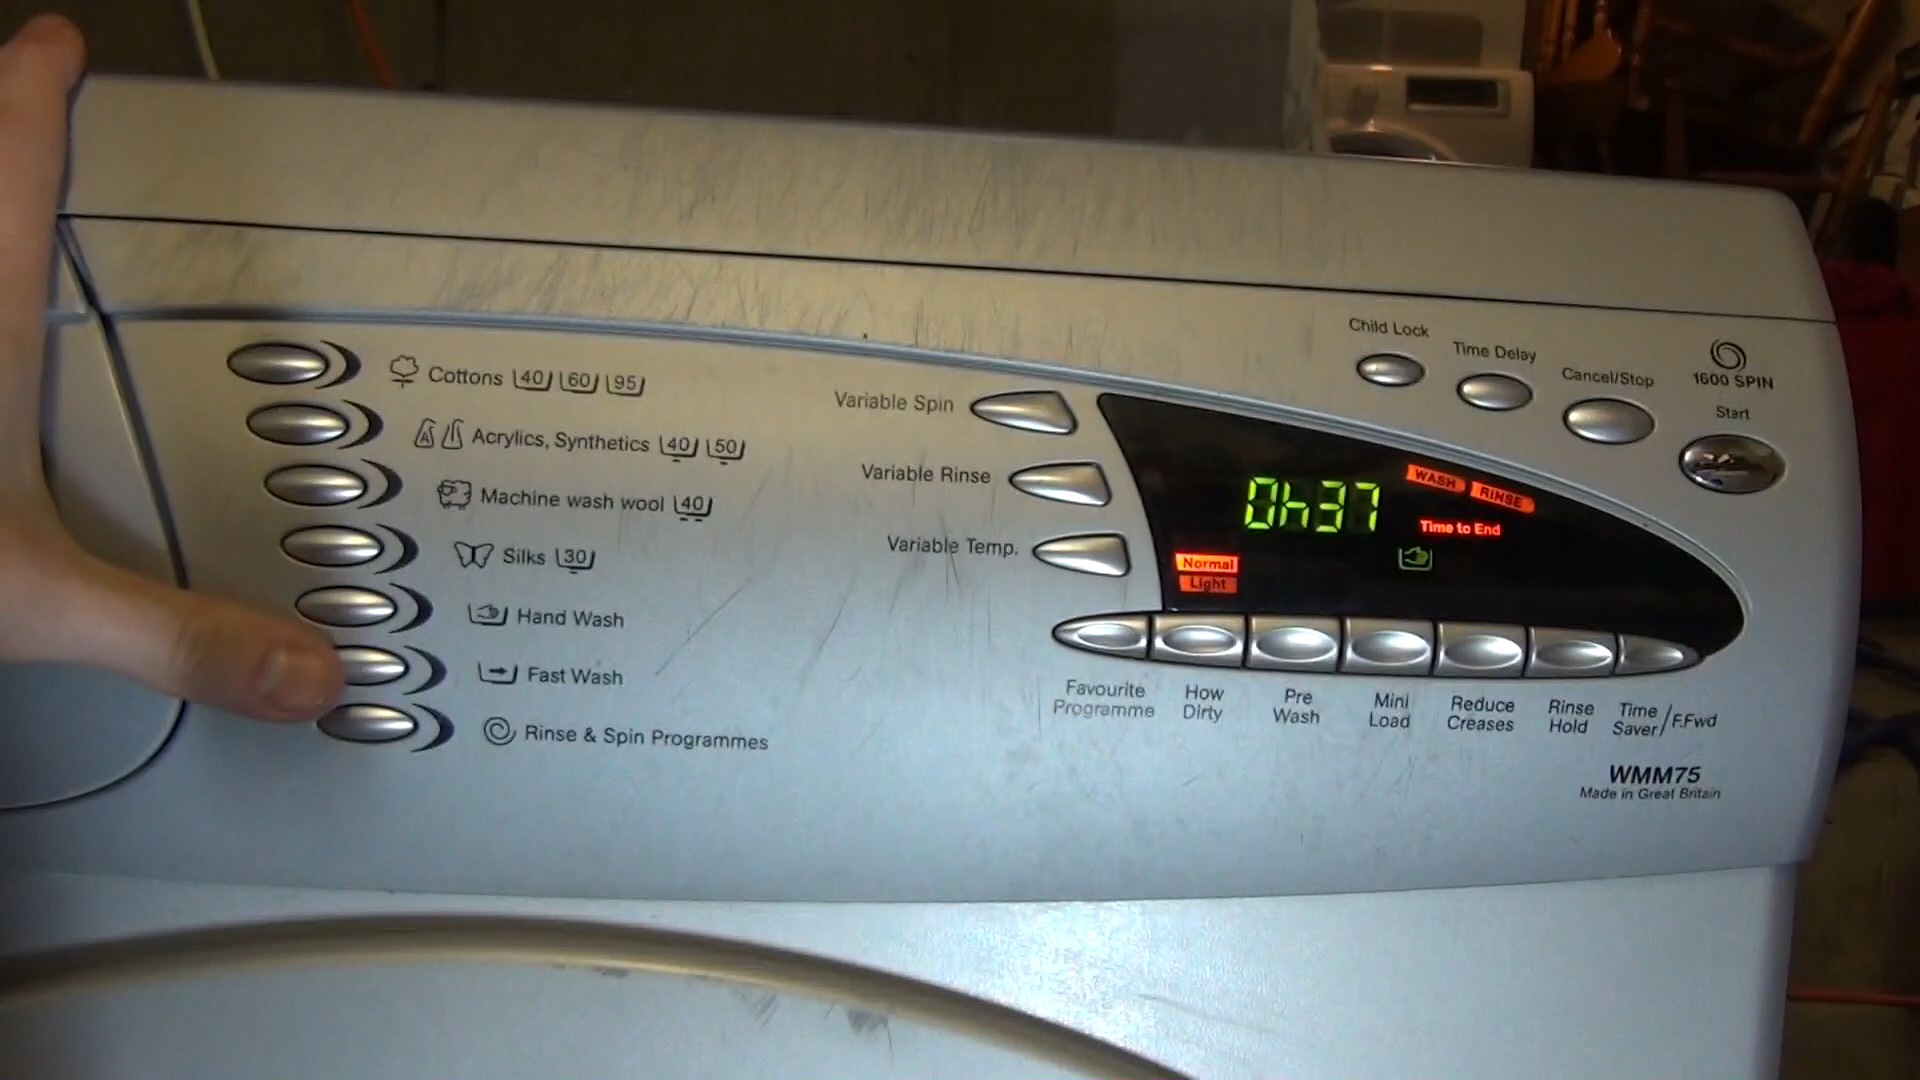 Cottons 40 60 95
Acrylics, Synthetics 40 50
Machine wash wool 40
Silks 30
Hand Wash
Fast Wash
Rinse & Spin Programmes
Variable Spin
Variable Rinse
Variable Temp.
Child Lock
Time Delay
Cancel/Stop
1600 SPIN
Start
WASH RINSE
0h37
Time to End
Normal
Light
Favourite
Programme
How
Dirty
Pre
Wash
Mini
Load
Reduce
Creases
Rinse
Hold
Time
Saver/F.Fwd
WMM75
Made in Great Britain